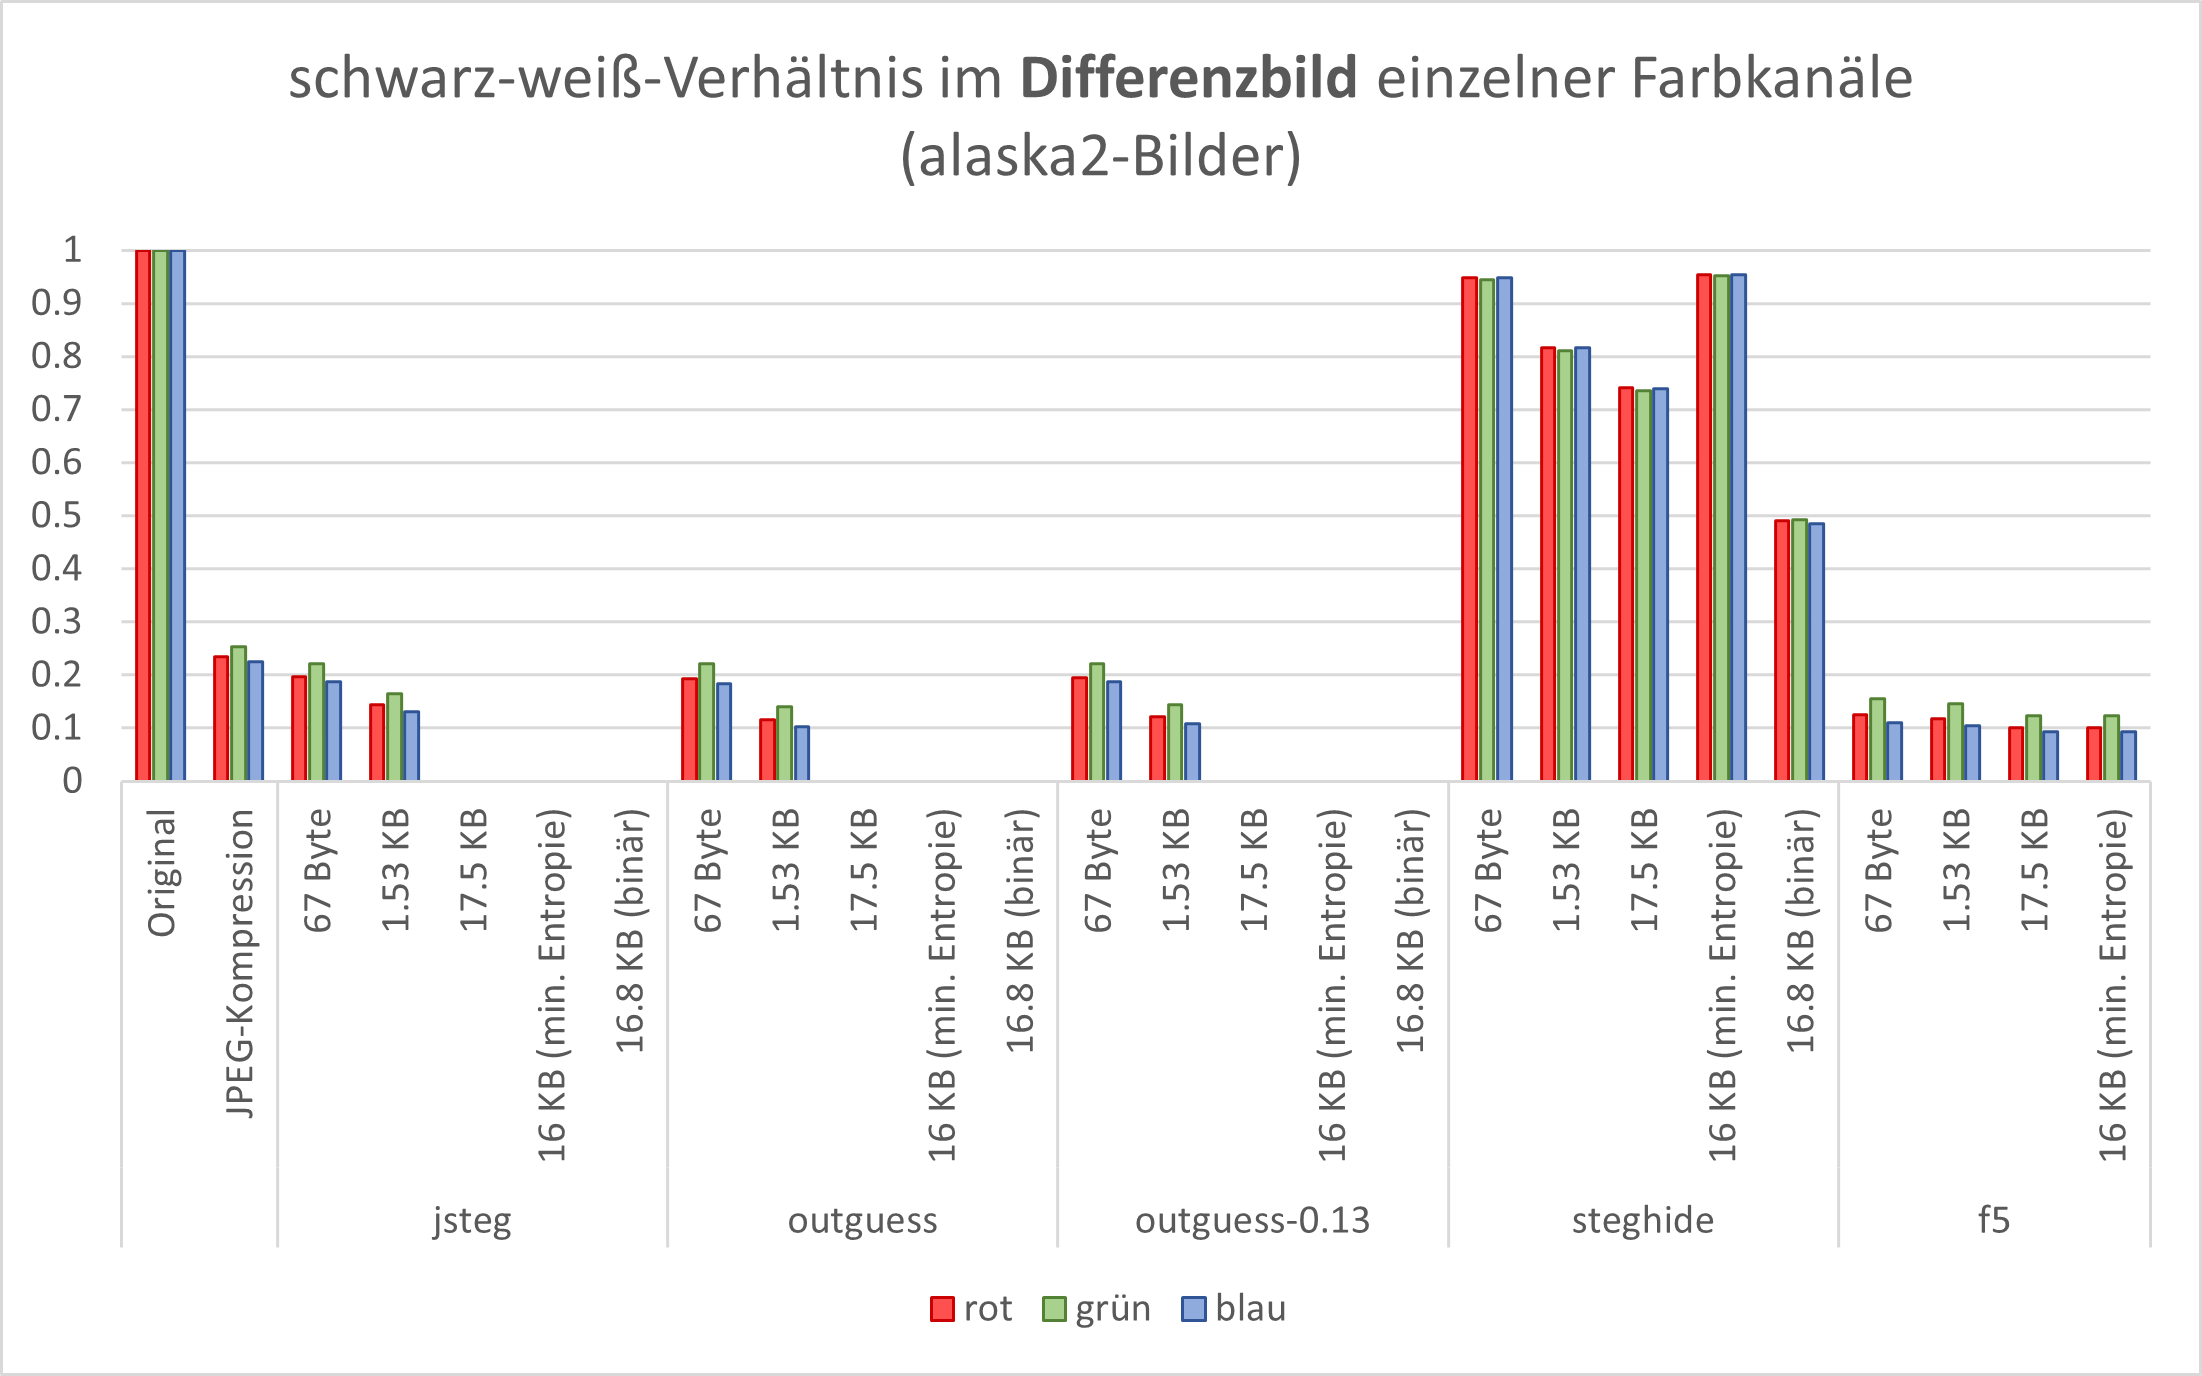 schwarz-weiß-Verhältnis im Differenzbild einzelner Farbkanäle
(alaska2-Bilder)
1
0.9
0.8
0.7
0.6
0.5
0.4
0.3
0.2
0.1
0
Original
JPEG-Kompression
67 Byte
1.53 KB
17.5 KB
16 KB (min. Entropie)
16.8 KB (binär)
67 Byte
1.53 KB
17.5 KB
16 KB (min. Entropie)
16.8 KB (binär)
67 Byte
1.53 KB
17.5 KB
16 KB (min. Entropie)
16.8 KB (binär)
67 Byte
1.53 KB
17.5 KB
16 KB (min. Entropie)
16.8 KB (binär)
67 Byte
1.53 KB
17.5 KB
16 KB (min. Entropie)
jsteg
outguess
outguess-0.13
steghide
f5
rot grün blau